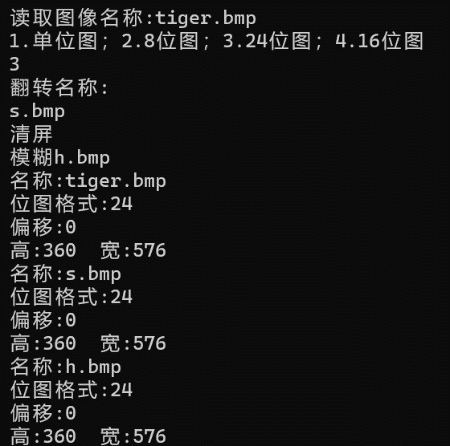 读取图像名称:tiger.bmp
1.单位图；2.8位图；3.24位图；4.16位图
3
翻转名称:
s.bmp
清屏
模糊h.bmp
名称:tiger.bmp
位图格式:24
偏移:0
高:360  宽:576
名称:s.bmp
位图格式:24
偏移:0
高:360  宽:576
名称:h.bmp
位图格式:24
偏移:0
高:360  宽:576